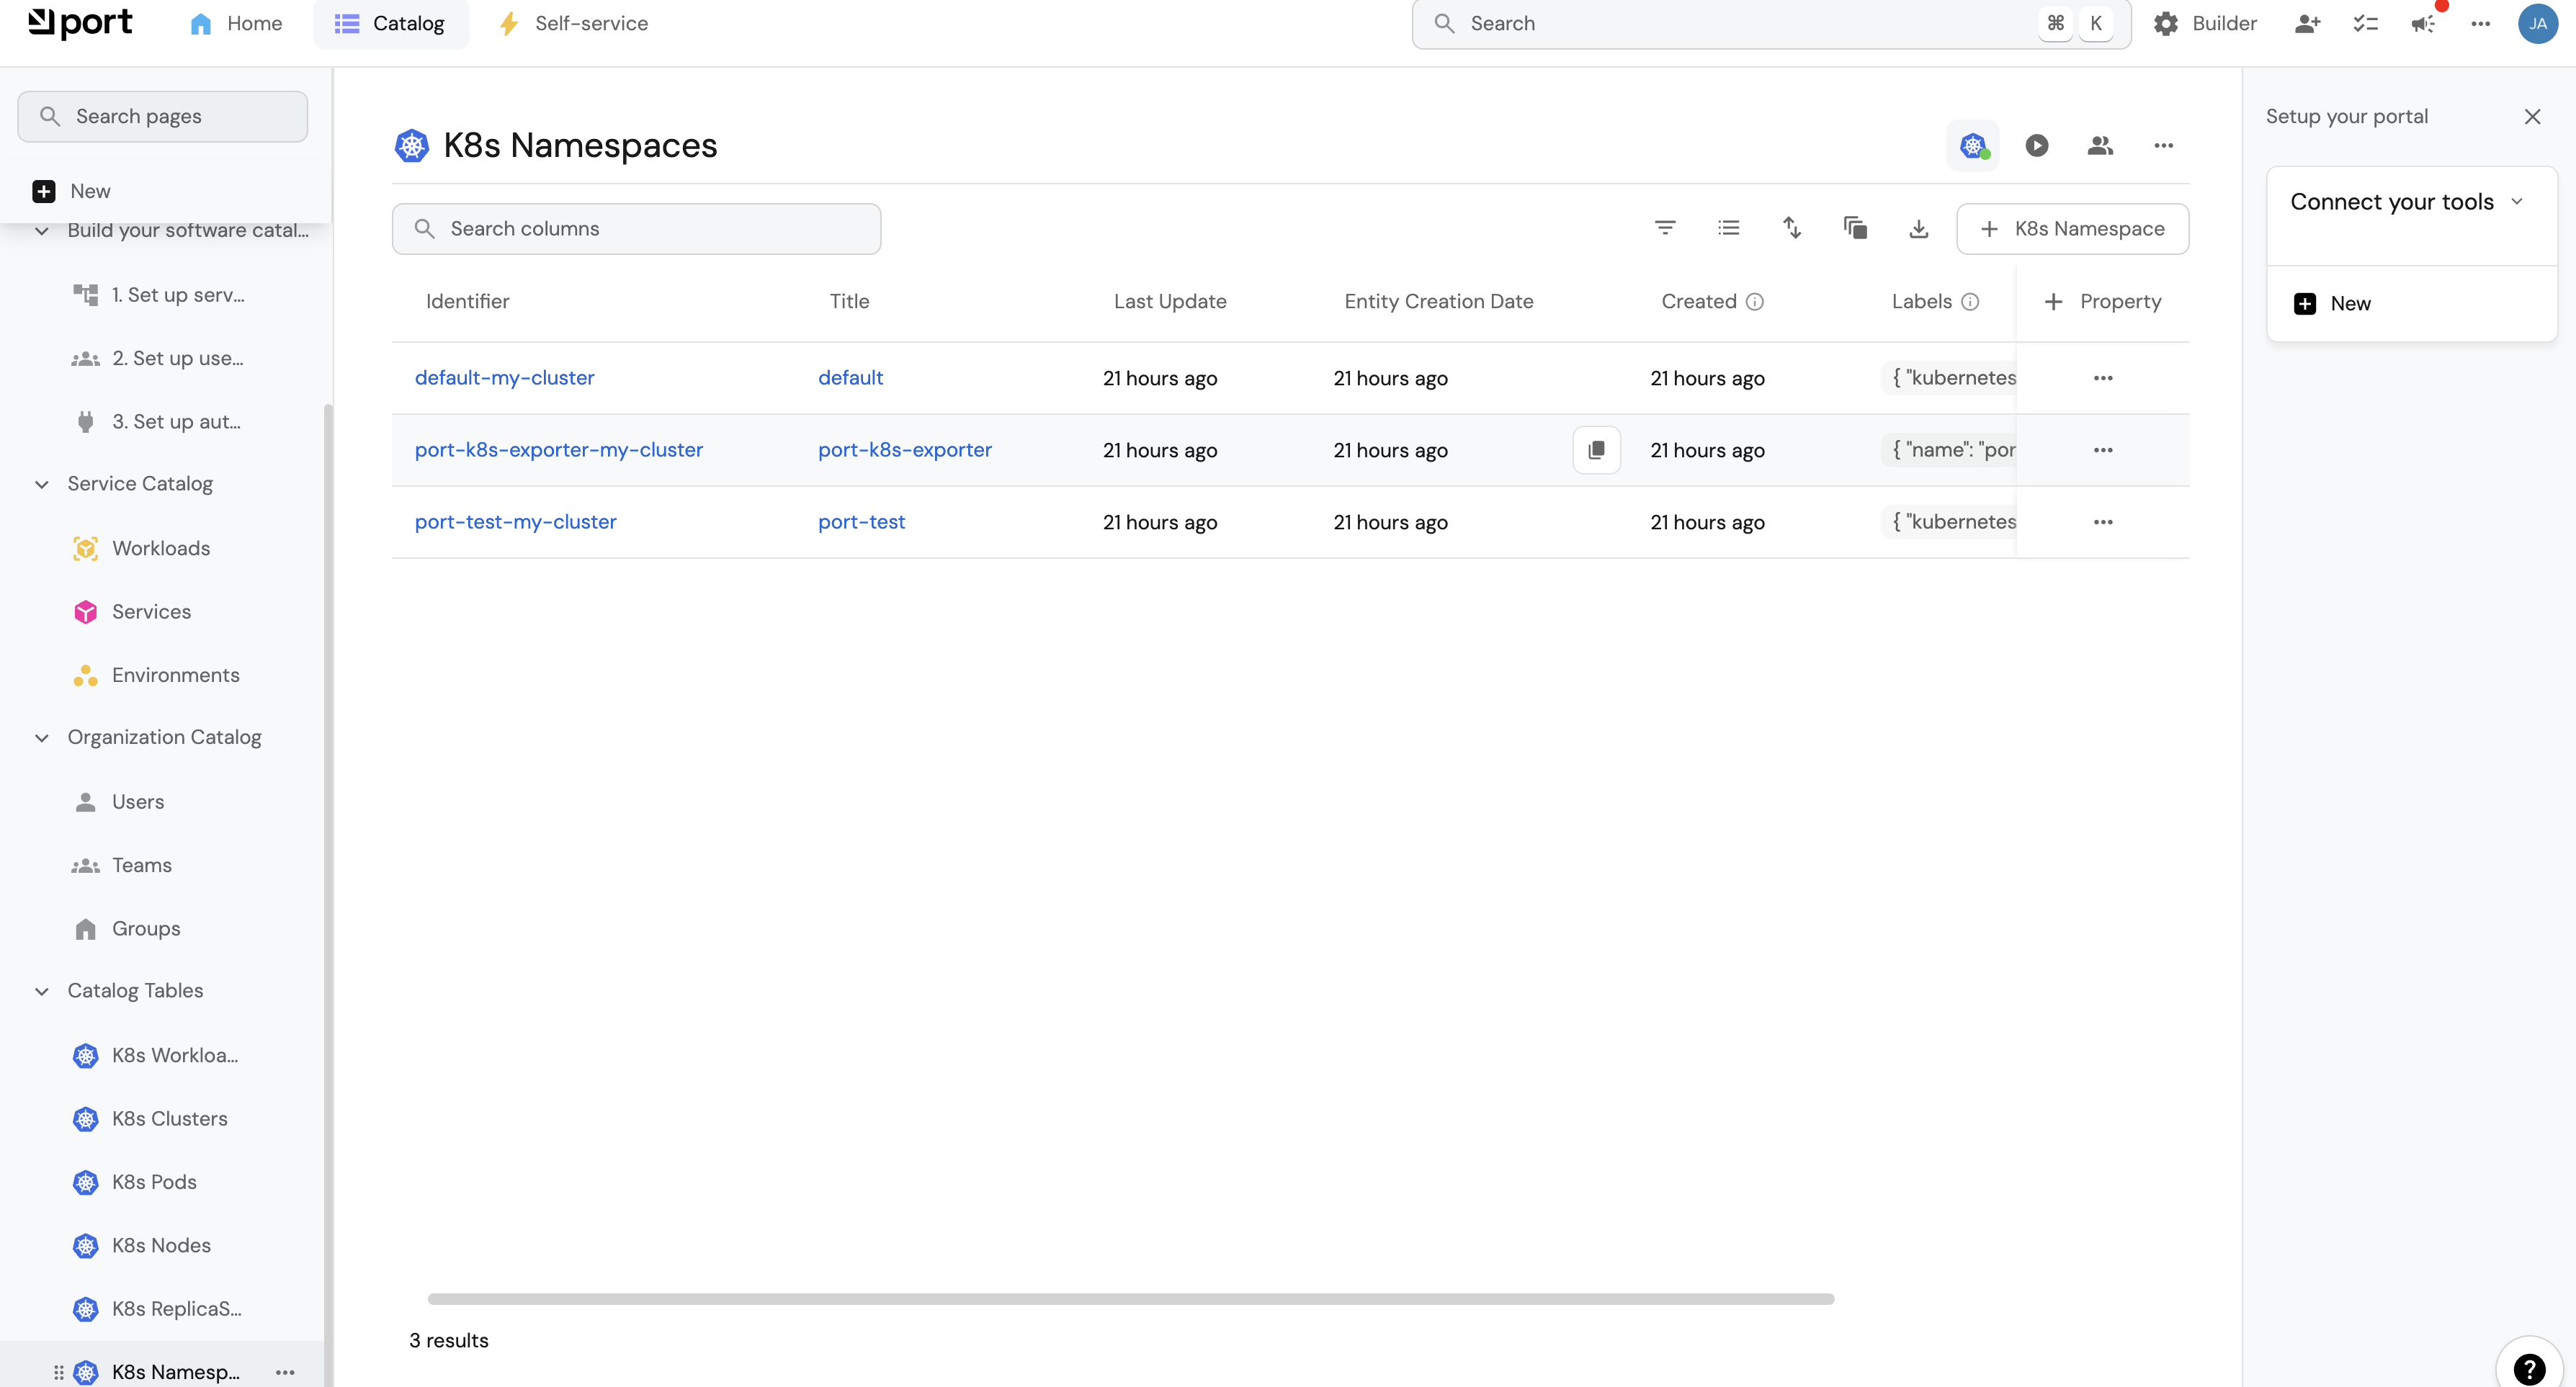 port
Home
Catalog
Self-service
Search
⌘
K
Builder
JA
Search pages
New
Build your software catal...
1. Set up serv...
2. Set up use...
3. Set up aut...
Service Catalog
Workloads
Services
Environments
Organization Catalog
Users
Teams
Groups
Catalog Tables
K8s Workloa...
K8s Clusters
K8s Pods
K8s Nodes
K8s ReplicaS...
K8s Namesp...
K8s Namespaces
Search columns
+ K8s Namespace
Identifier Title Last Update Entity Creation Date Created Labels + Property
default-my-cluster default 21 hours ago 21 hours ago 21 hours ago { "kubernetes
port-k8s-exporter-my-cluster port-k8s-exporter 21 hours ago 21 hours ago 21 hours ago { "name": "por
port-test-my-cluster port-test 21 hours ago 21 hours ago 21 hours ago { "kubernetes
3 results
Setup your portal
Connect your tools
New
?